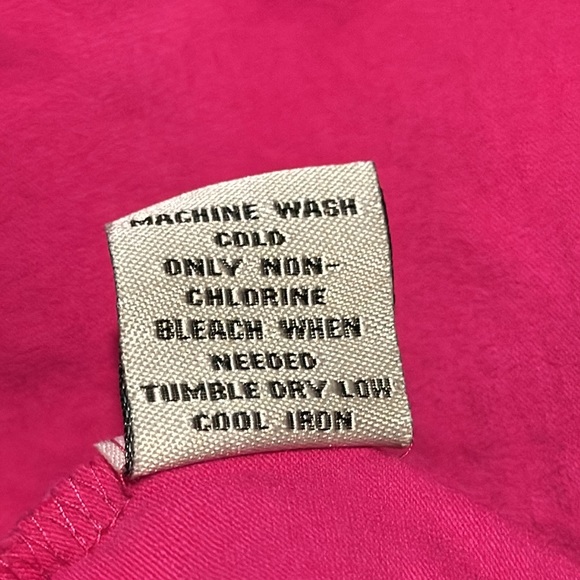 MACHINE WASH
COLD
ONLY NON-
CHLORINE
BLEACH WHEN
NEEDED
TUMBLE DRY LOW
COOL IRON